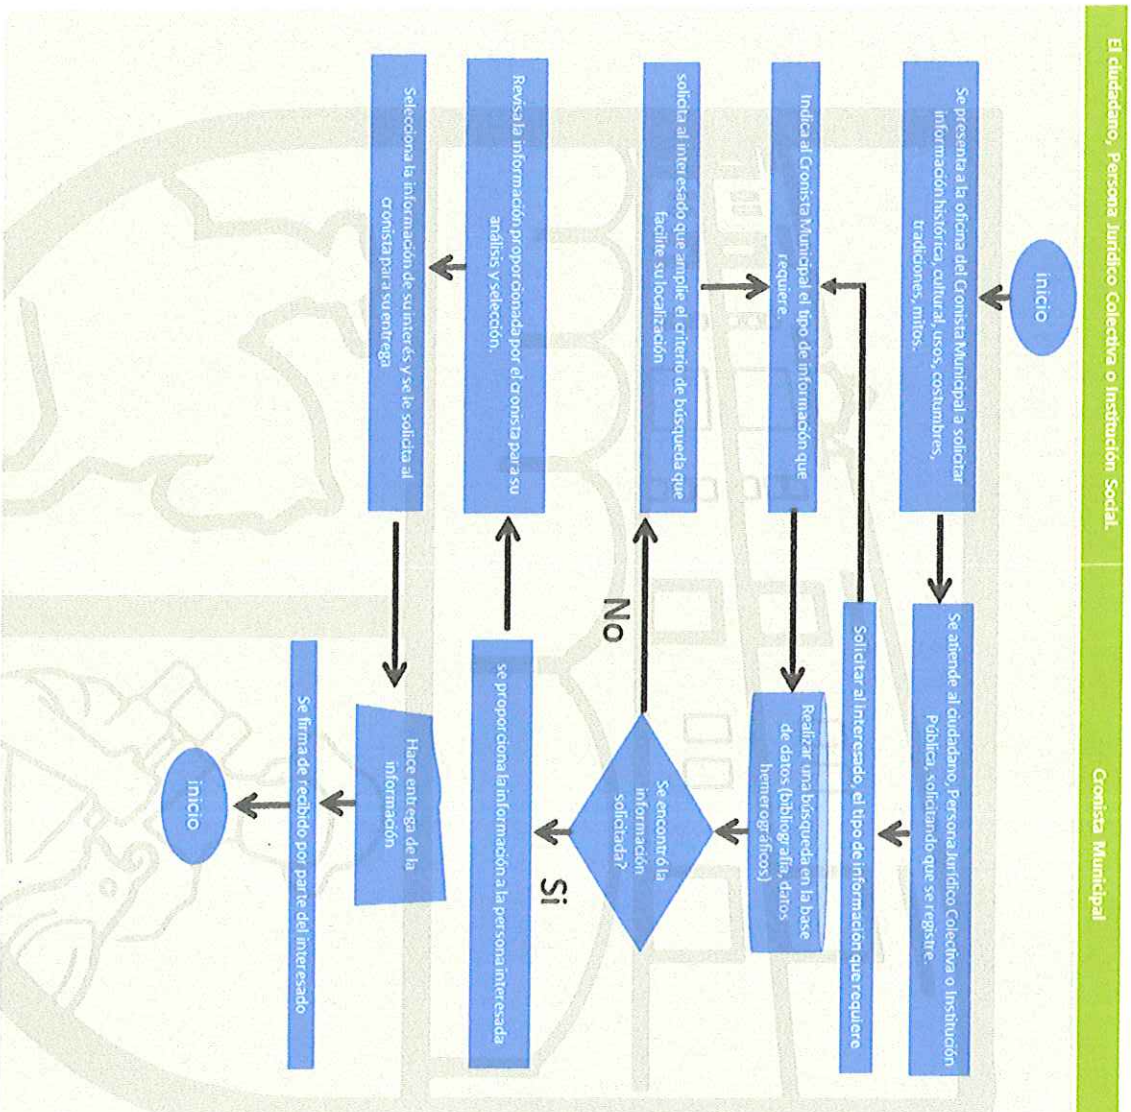 El ciudadano, Persona Jurídico Colectiva o Institución Social.
Cronista Municipal
inicio
Se presenta a la oficina del Cronista Municipal a solicitar
información histórica, cultural, usos, costumbres,
tradiciones, mitos.
Se atiende al ciudadano, Persona Jurídico Colectiva o Institución
Pública, solicitando que se registre.
Solicitar al interesado, el tipo de información que requiere
Indica al Cronista Municipal el tipo de información que
requiere.
Realizar una búsqueda en la base
de datos (bibliografía, datos
hemerográficos)
solicita al interesado que amplie el criterio de búsqueda que
facilite su localización
No
Se encontró la
información
solicitada?
Si
Revisa la información proporcionada por el cronista para su
análisis y selección.
se proporciona la información a la persona interesada
Selecciona la información de su interés y se le solicita al
cronista para su entrega
Hace entrega de la
información
Se firma de recibido por parte del interesado
inicio